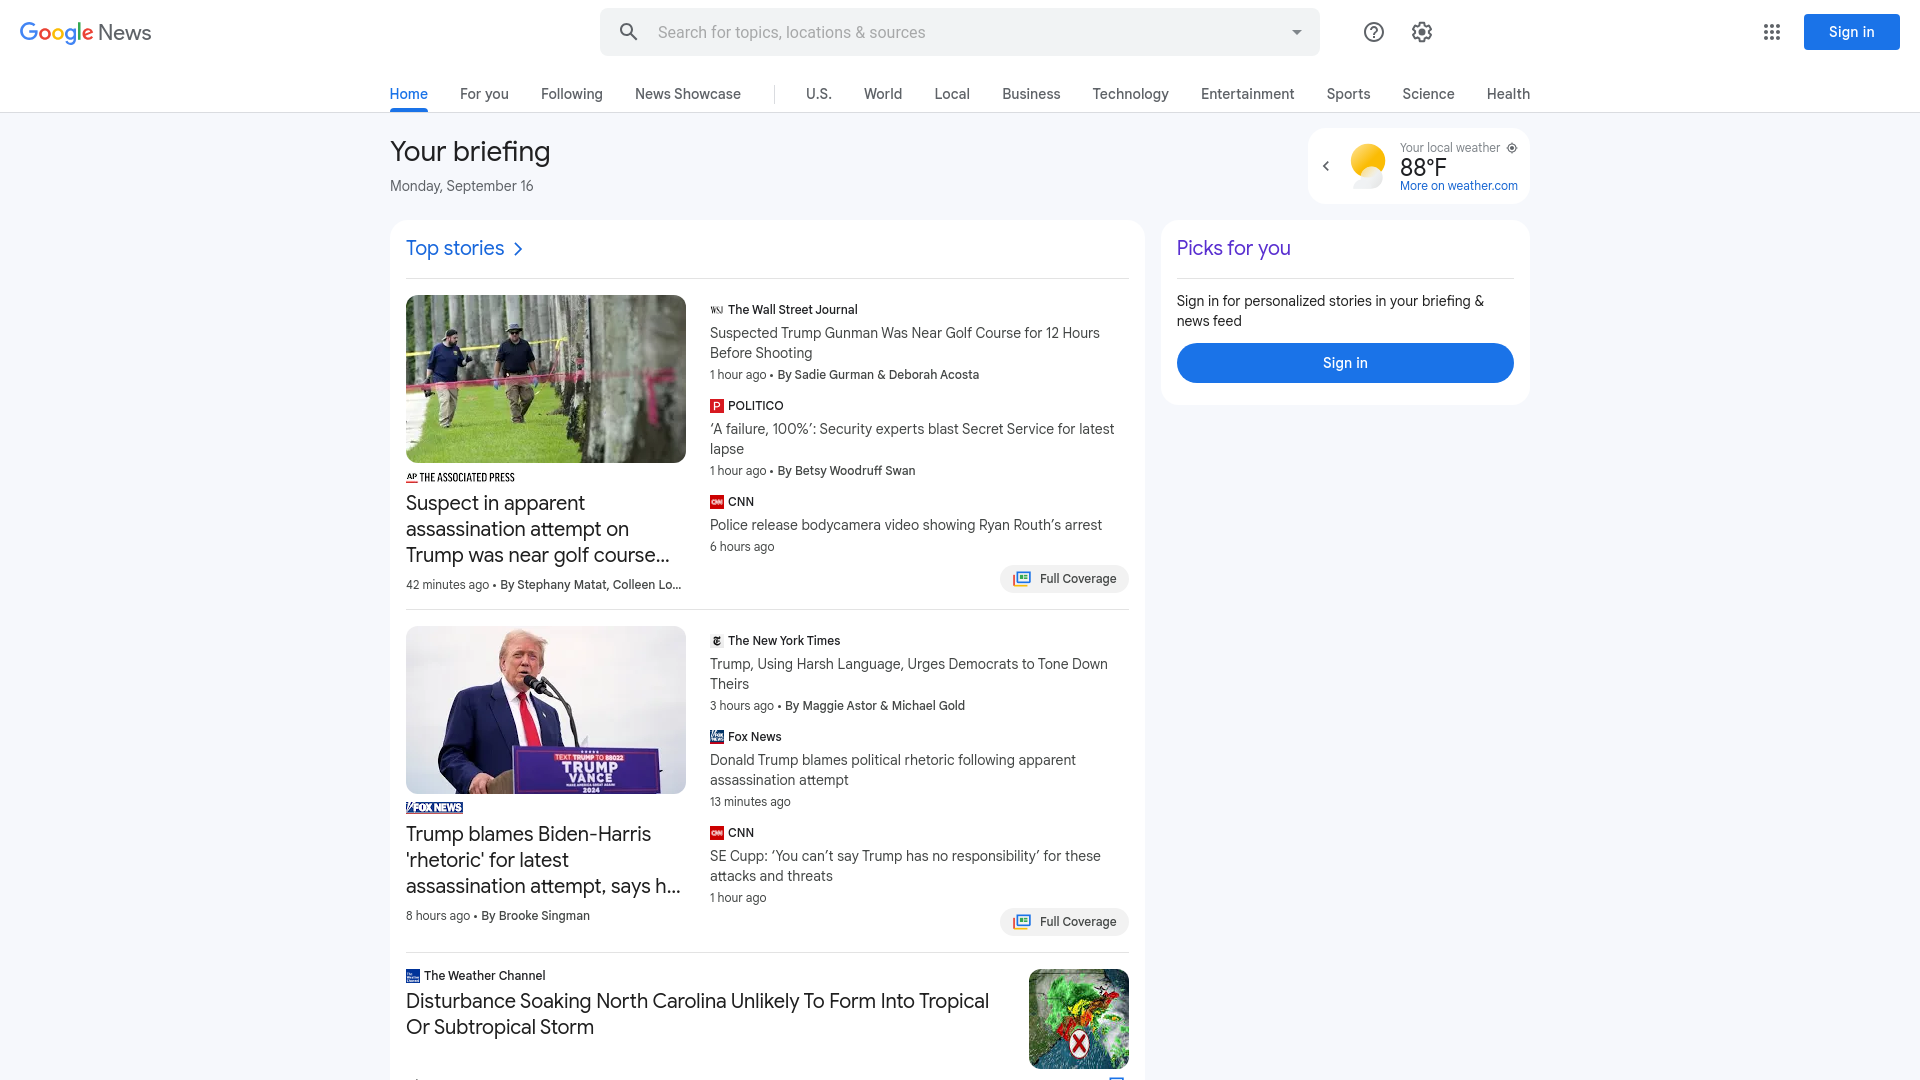 Google News
Search for topics, locations & sources
Sign in
Home
For you
Following
News Showcase
U.S.
World
Local
Business
Technology
Entertainment
Sports
Science
Health
Your briefing
Monday, September 16
Your local weather
88°F
More on weather.com
Top stories
AP THE ASSOCIATED PRESS
Suspect in apparent
assassination attempt on
Trump was near golf course...
42 minutes ago • By Stephany Matat, Colleen Lo...
WSJ The Wall Street Journal
Suspected Trump Gunman Was Near Golf Course for 12 Hours
Before Shooting
1 hour ago • By Sadie Gurman & Deborah Acosta
P POLITICO
‘A failure, 100%’: Security experts blast Secret Service for latest
lapse
1 hour ago • By Betsy Woodruff Swan
CNN CNN
Police release bodycamera video showing Ryan Routh’s arrest
6 hours ago
Full Coverage
TEXT TRUMP TO 88022
TRUMP
VANCE
MAKE AMERICA GREAT AGAIN!
2024
FOX NEWS
Trump blames Biden-Harris
'rhetoric' for latest
assassination attempt, says h...
8 hours ago • By Brooke Singman
The New York Times
Trump, Using Harsh Language, Urges Democrats to Tone Down
Theirs
3 hours ago • By Maggie Astor & Michael Gold
Fox News
Donald Trump blames political rhetoric following apparent
assassination attempt
13 minutes ago
CNN CNN
SE Cupp: ‘You can’t say Trump has no responsibility’ for these
attacks and threats
1 hour ago
Full Coverage
The Weather Channel
Disturbance Soaking North Carolina Unlikely To Form Into Tropical
Or Subtropical Storm
Picks for you
Sign in for personalized stories in your briefing &
news feed
Sign in